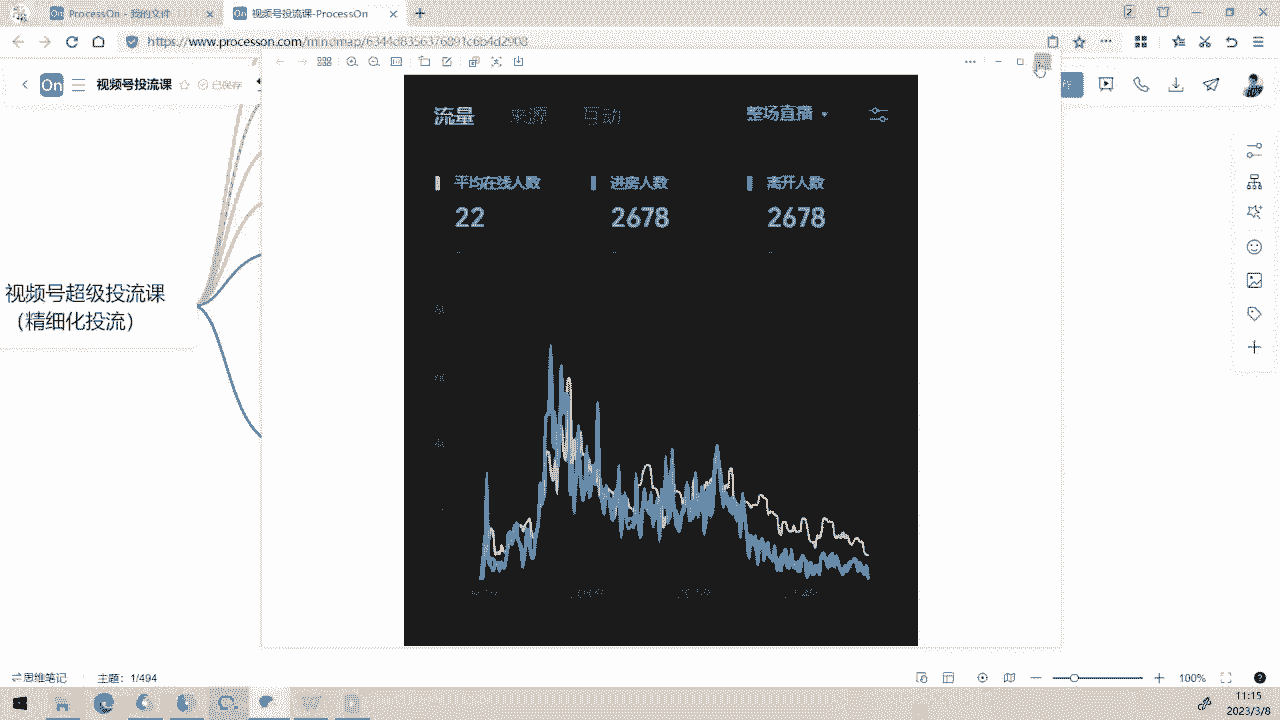 ProcessOn - 我的文件
视频号投流课-ProcessOn
2
https://www.processon.com/mindmap/
On
视频号投流课
已保存
流量 来源 互动
整场直播
平均在线人数 进房人数 离开人数
22 2678 2678
视频号超级投流课
（精细化投流）
思维笔记
主题：1/494
100%
11:15
2023/3/8